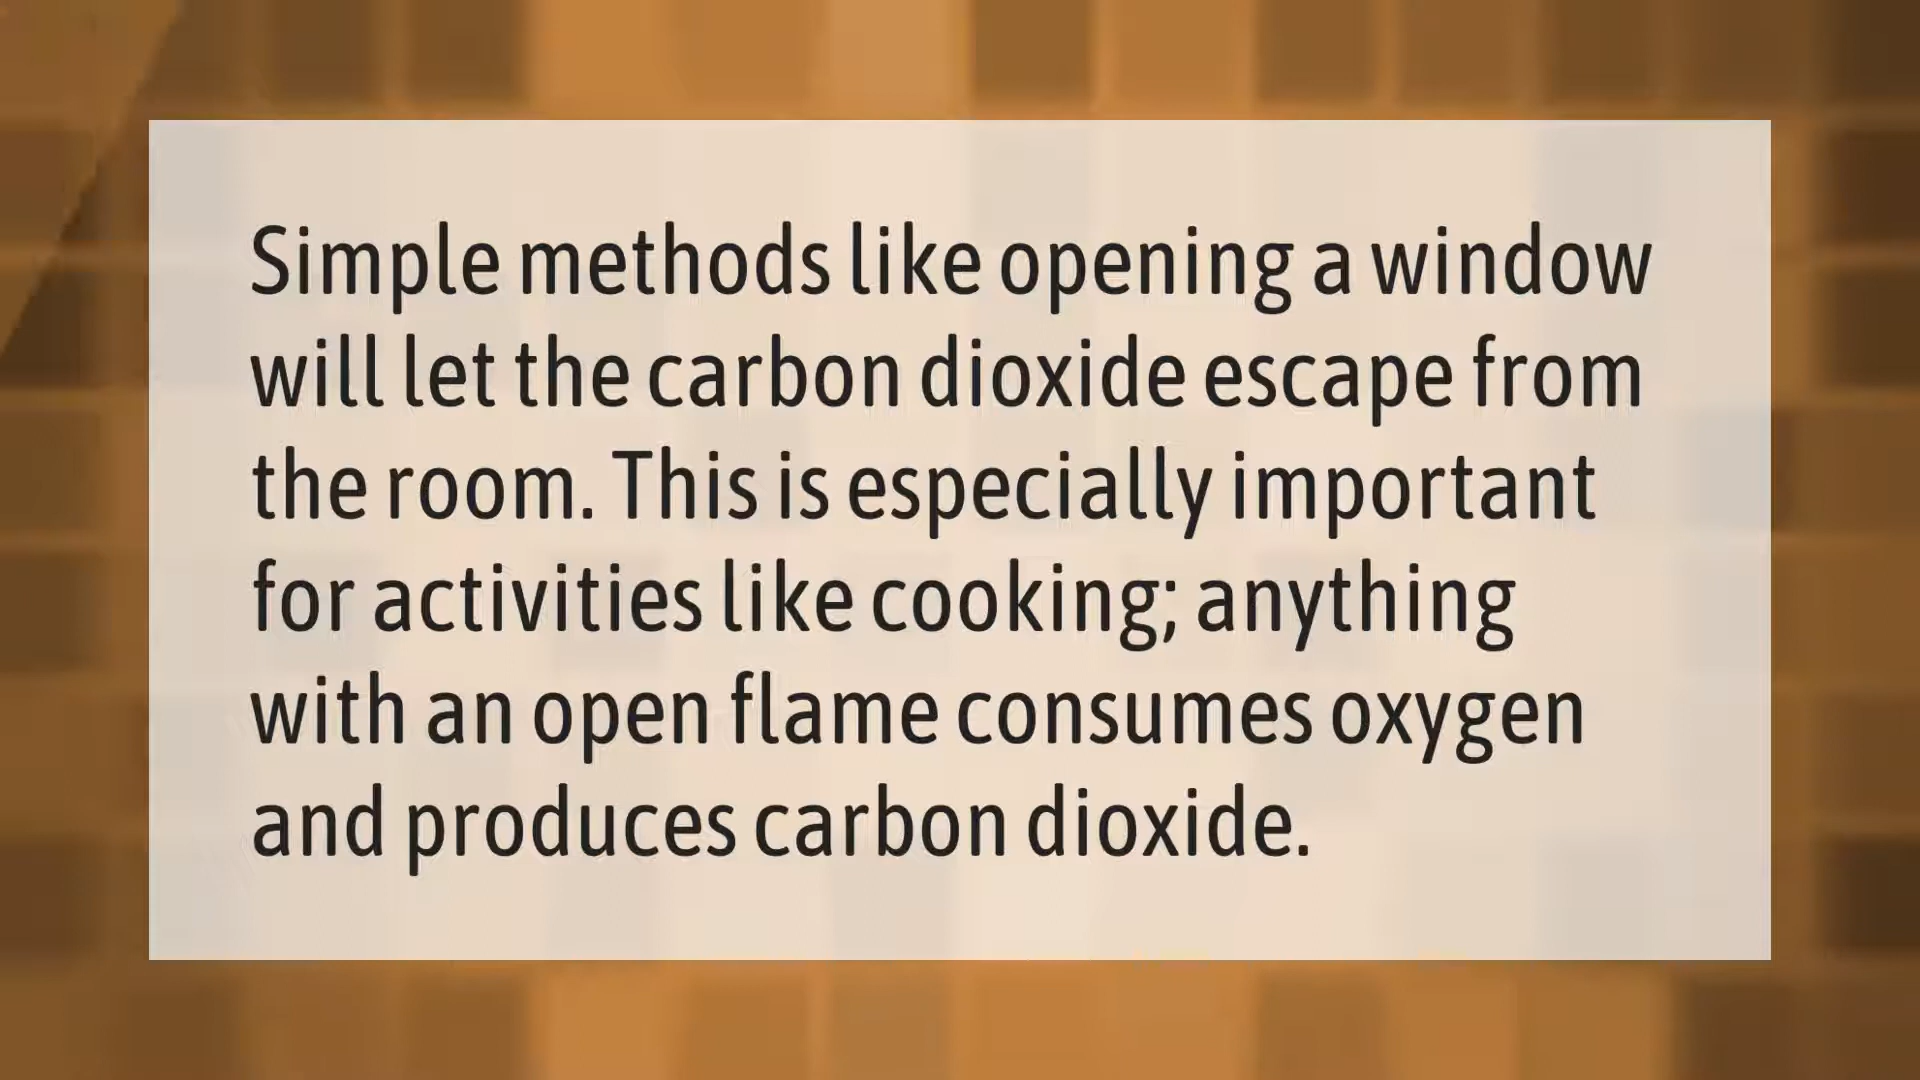 Simple methods like opening a window
will let the carbon dioxide escape from
the room. This is especially important
for activities like cooking; anything
with an open flame consumes oxygen
and produces carbon dioxide.